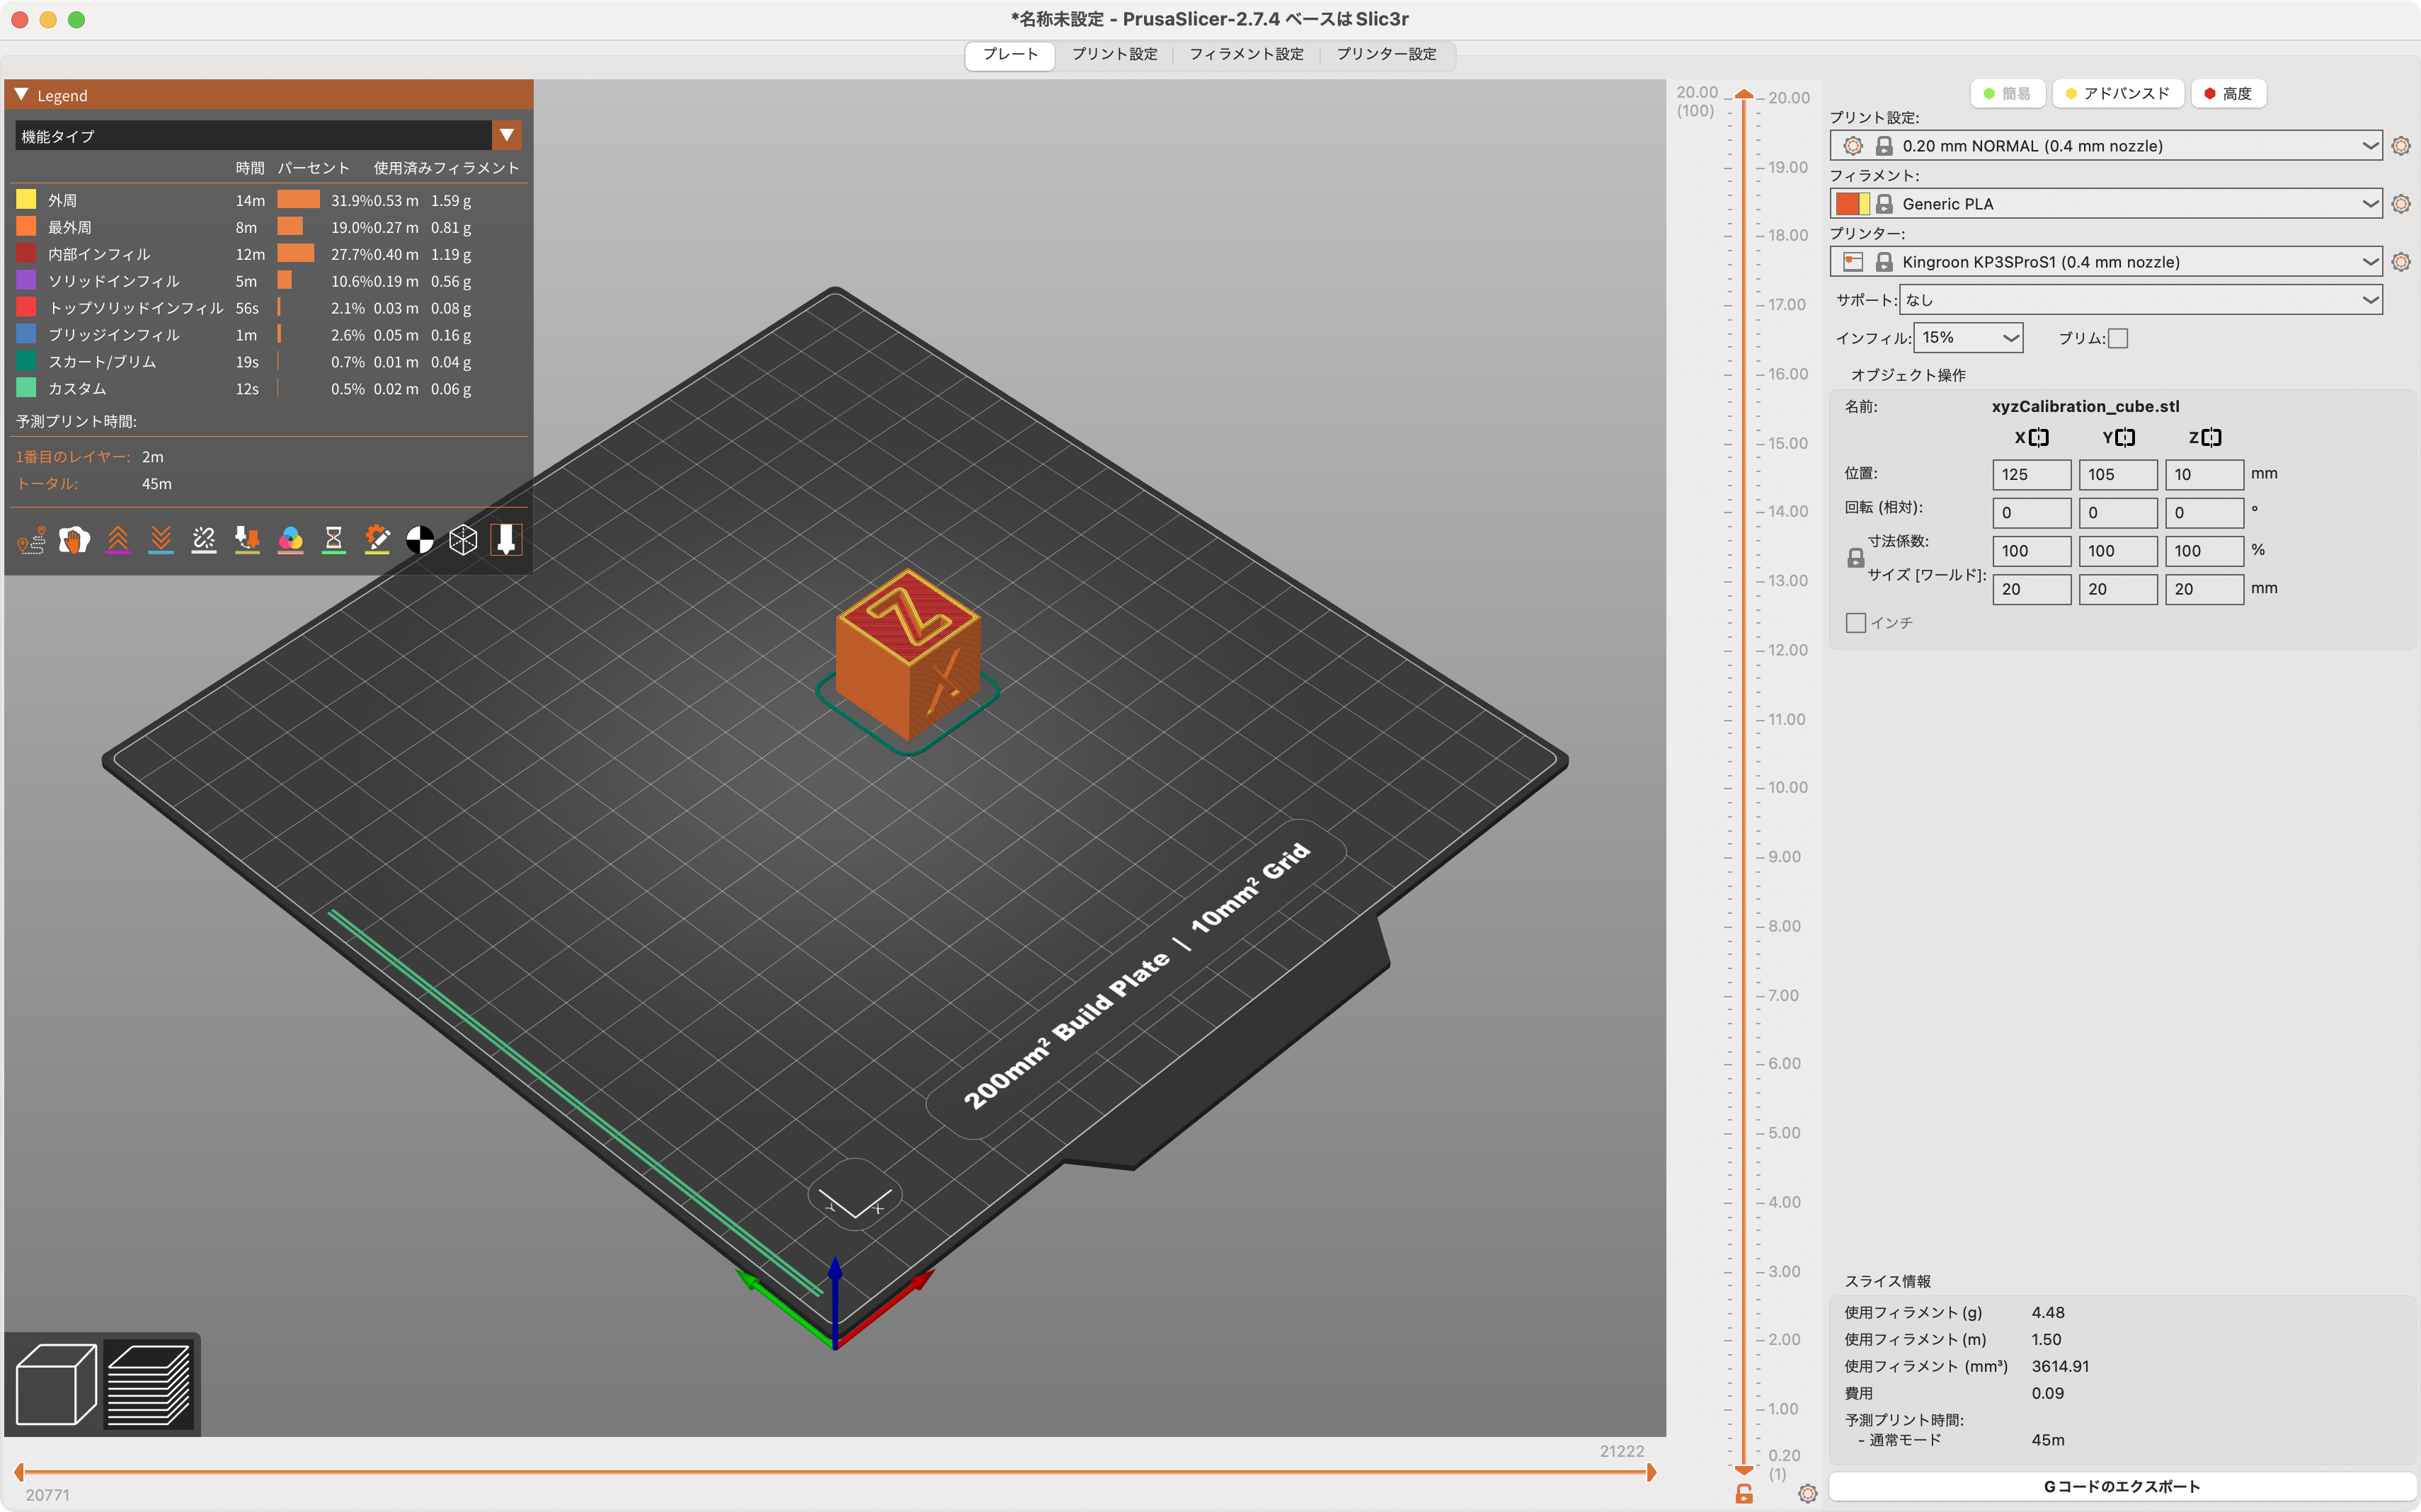 *名称未設定 - PrusaSlicer-2.7.4 ベースは Slic3r
プレート プリント設定 フィラメント設定 プリンター設定
Legend
機能タイプ
時間 パーセント 使用済みフィラメント
外周 14m 31.9% 0.53 m 1.59 g
最外周 8m 19.0% 0.27 m 0.81 g
内部インフィル 12m 27.7% 0.40 m 1.19 g
ソリッドインフィル 5m 10.6% 0.19 m 0.56 g
トップソリッドインフィル 56s 2.1% 0.03 m 0.08 g
ブリッジインフィル 1m 2.6% 0.05 m 0.16 g
スカート/ブリム 19s 0.7% 0.01 m 0.04 g
カスタム 12s 0.5% 0.02 m 0.06 g
予測プリント時間:
1番目のレイヤー: 2m
トータル: 45m
Z
X
200mm² Build Plate | 10mm² Grid
Y X
21222
20771
20.00
(100)
20.00
19.00
18.00
17.00
16.00
15.00
14.00
13.00
12.00
11.00
10.00
9.00
8.00
7.00
6.00
5.00
4.00
3.00
2.00
1.00
0.20
(1)
簡易 アドバンスド 高度
プリント設定:
0.20 mm NORMAL (0.4 mm nozzle)
フィラメント:
Generic PLA
プリンター:
Kingroon KP3SProS1 (0.4 mm nozzle)
サポート: なし
インフィル: 15% ブリム:
オブジェクト操作
名前: xyzCalibration_cube.stl
X Y Z
位置: 125 105 10 mm
回転 (相対): 0 0 0 °
寸法係数: 100 100 100 %
サイズ [ワールド]: 20 20 20 mm
インチ
スライス情報
使用フィラメント (g) 4.48
使用フィラメント (m) 1.50
使用フィラメント (mm³) 3614.91
費用 0.09
予測プリント時間:
- 通常モード 45m
G コードのエクスポート